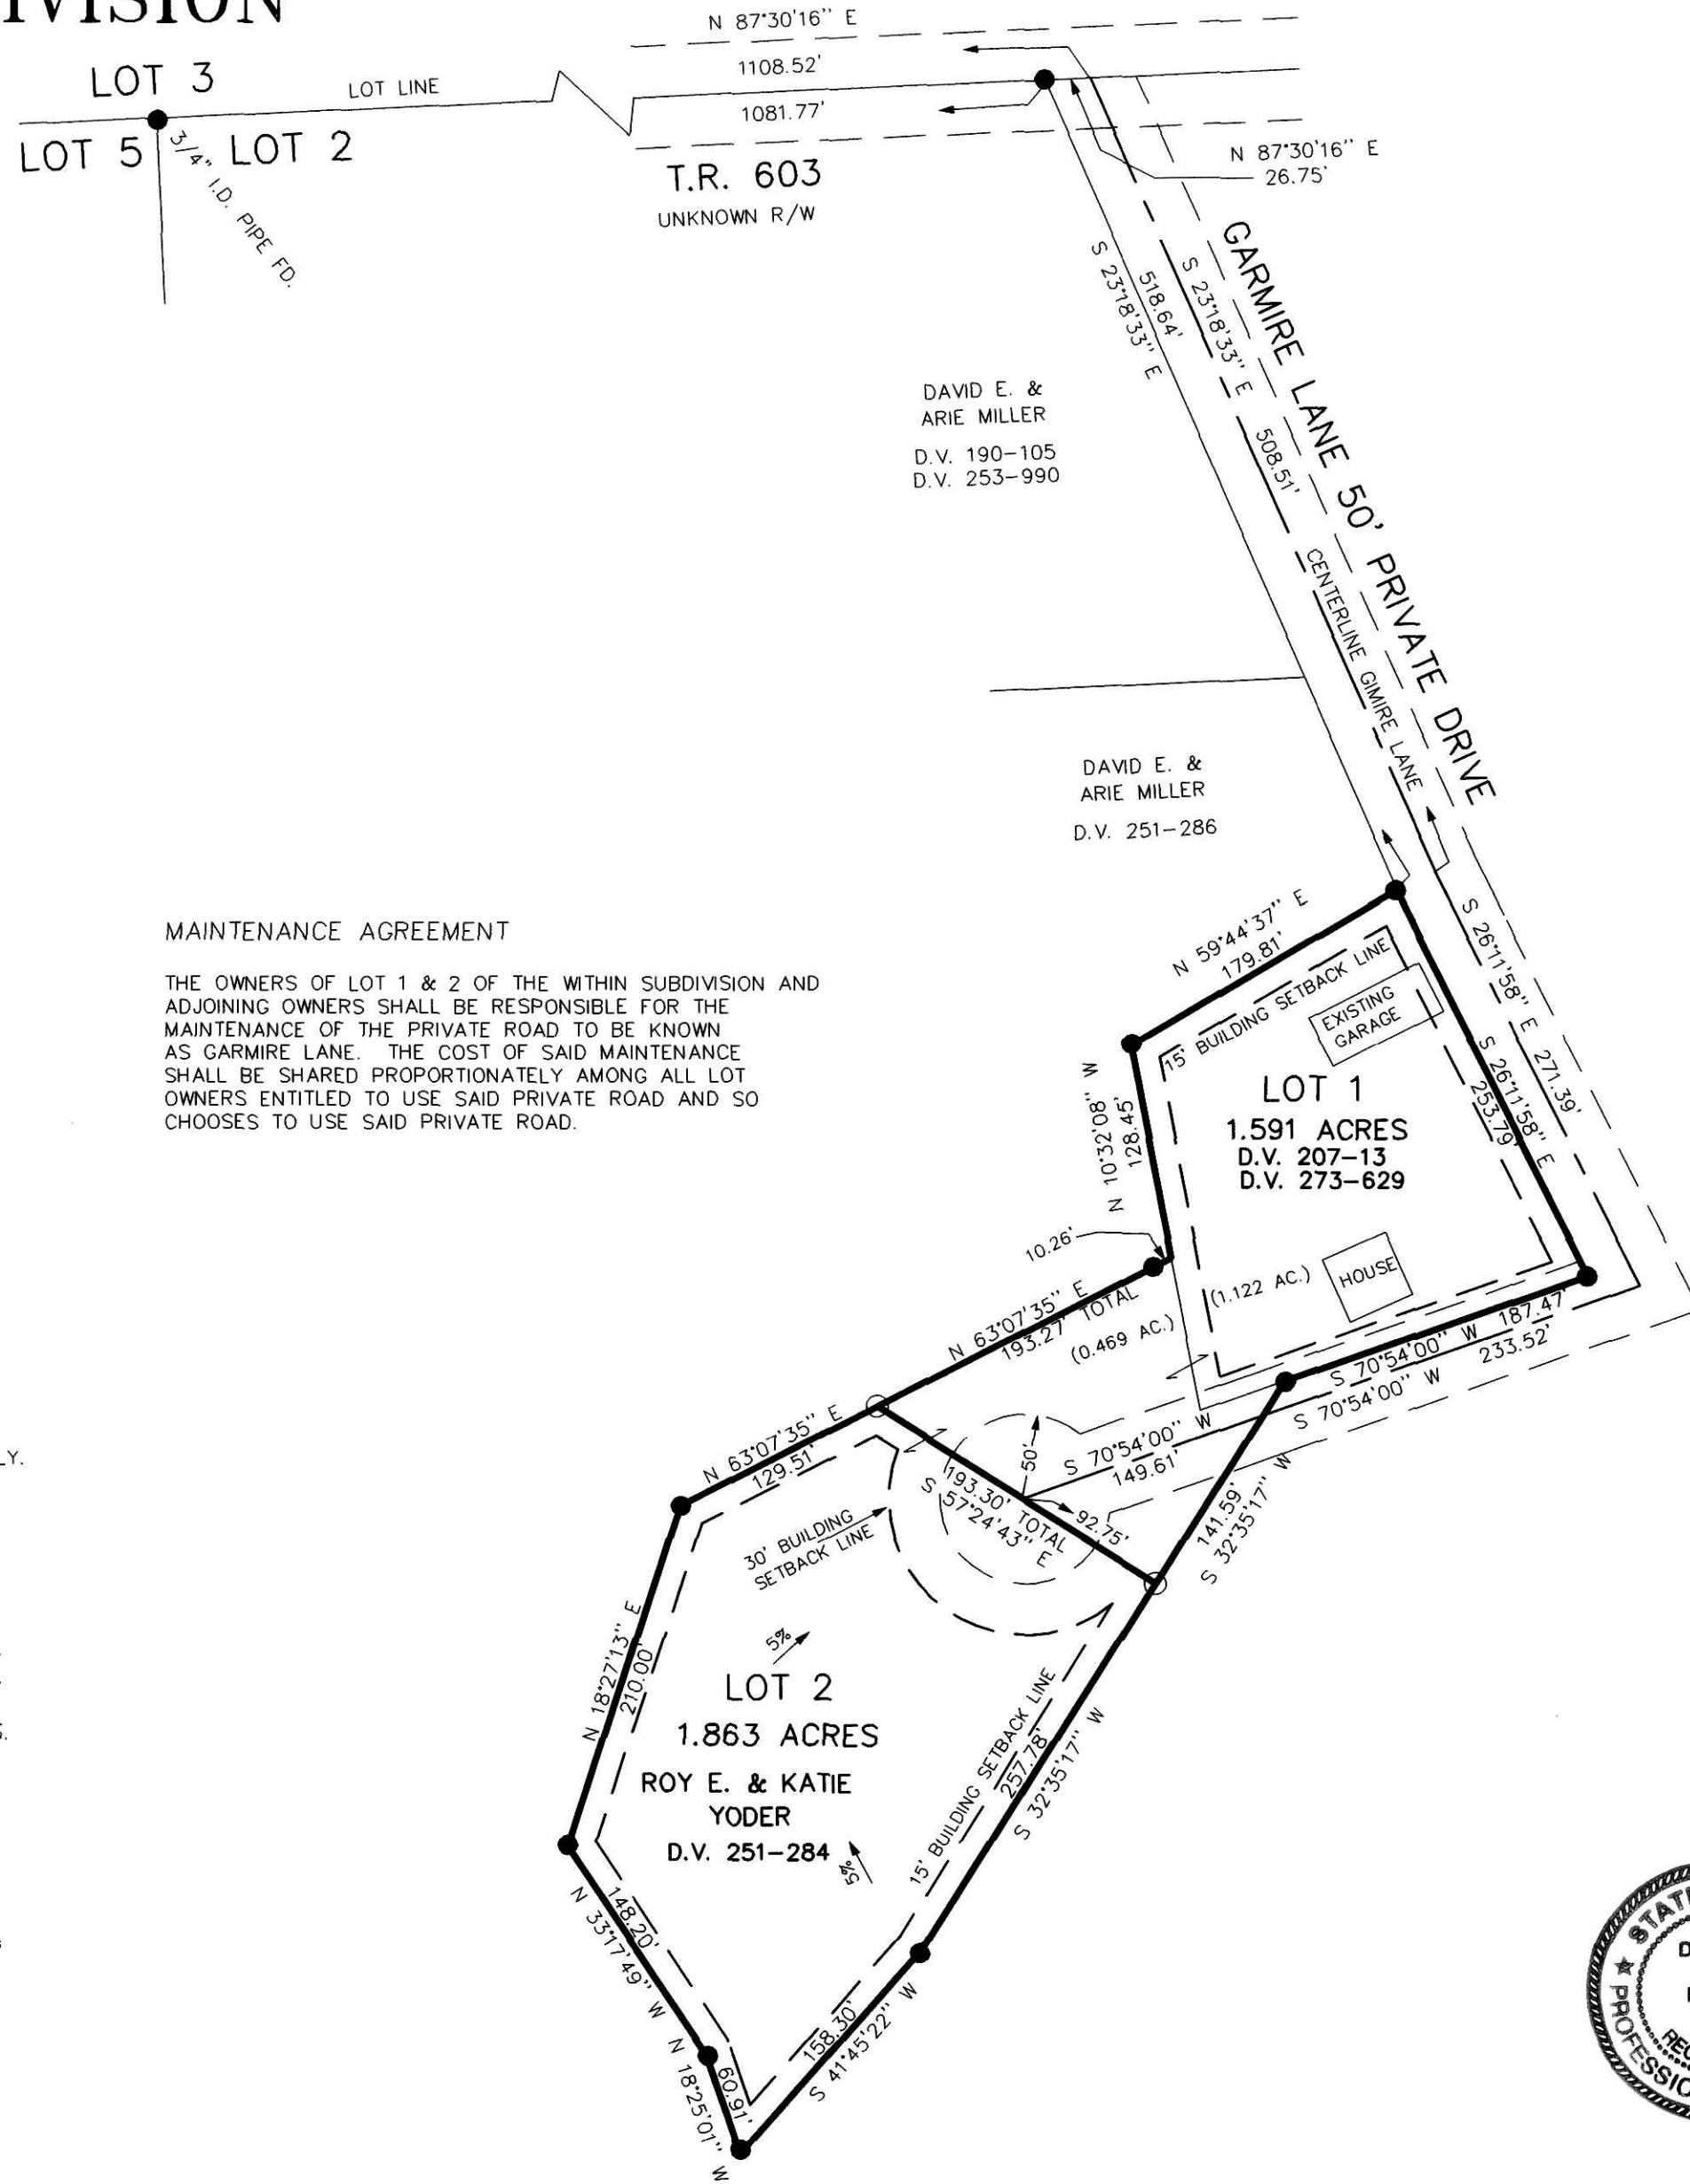 IVISION
N 87°30'16" E
1108.52'
1081.77'
LOT 3
LOT LINE
LOT 5
LOT 2
3/4" I.D. PIPE FD.
T.R. 603
UNKNOWN R/W
N 87°30'16" E
26.75'
GARMIRE LANE 50' PRIVATE DRIVE
518.64'
S 23°18'33" E
S 23°18'33" E 508.51'
CENTERLINE GIMIRE LANE
DAVID E. &
ARIE MILLER
D.V. 190-105
D.V. 253-990
DAVID E. &
ARIE MILLER
D.V. 251-286
MAINTENANCE AGREEMENT
THE OWNERS OF LOT 1 & 2 OF THE WITHIN SUBDIVISION AND
ADJOINING OWNERS SHALL BE RESPONSIBLE FOR THE
MAINTENANCE OF THE PRIVATE ROAD TO BE KNOWN
AS GARMIRE LANE. THE COST OF SAID MAINTENANCE
SHALL BE SHARED PROPORTIONATELY AMONG ALL LOT
OWNERS ENTITLED TO USE SAID PRIVATE ROAD AND SO
CHOOSES TO USE SAID PRIVATE ROAD.
N 59°44'37" E
179.81'
15' BUILDING SETBACK LINE
EXISTING
GARAGE
S 26°11'58" E 271.39'
S 26°11'58" E
253.79'
N 10°32'08" W
128.45'
LOT 1
1.591 ACRES
D.V. 207-13
D.V. 273-629
10.26'
(1.122 AC.)
HOUSE
N 63°07'35" E
193.27' TOTAL
(0.469 AC.)
S 70°54'00" W 187.47'
S 70°54'00" W 233.52'
S 70°54'00" W
149.61'
50'
N 63°07'35" E
129.51'
193.30' TOTAL
S 57°24'43" E
92.75'
141.59'
S 32°35'17" W
30' BUILDING
SETBACK LINE
LY.
N 18°27'13" E
210.00'
5%
LOT 2
1.863 ACRES
ROY E. & KATIE
YODER
D.V. 251-284
5%
15' BUILDING SETBACK LINE
257.78'
S 32°35'17" W
S.
148.20'
N 33°17'49" W
158.30'
S 41°45'22" W
60.91'
N 18°25'01" W
STATE
PROFESSIO
REG